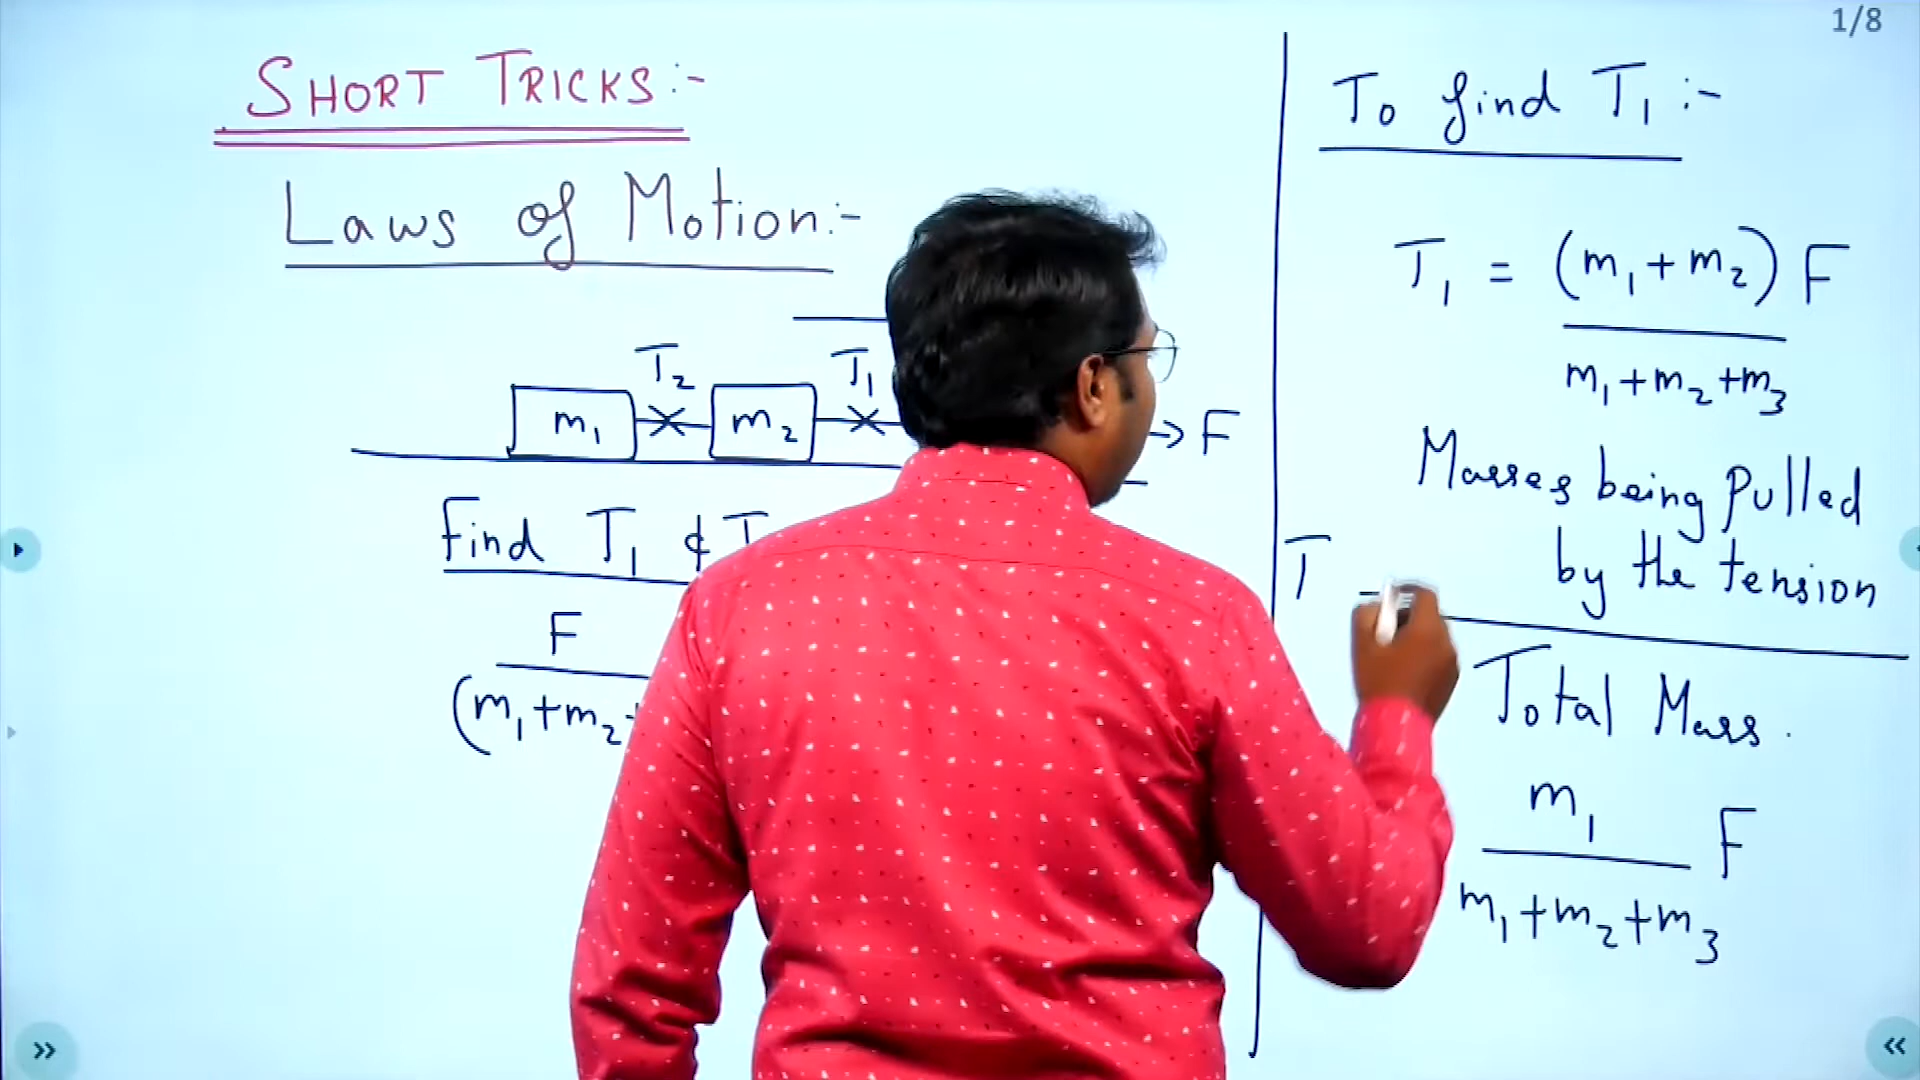 1/8
SHORT TRICKS:-
Laws of Motion:-
T2 T1
m1 m2 → F
Find T1 & T
F
(m1+m2+
To find T1 :-
T1 = (m1+m2) F
m1+m2+m3
Masses being pulled
by the tension
T =
Total Mass.
m1 F
m1+m2+m3